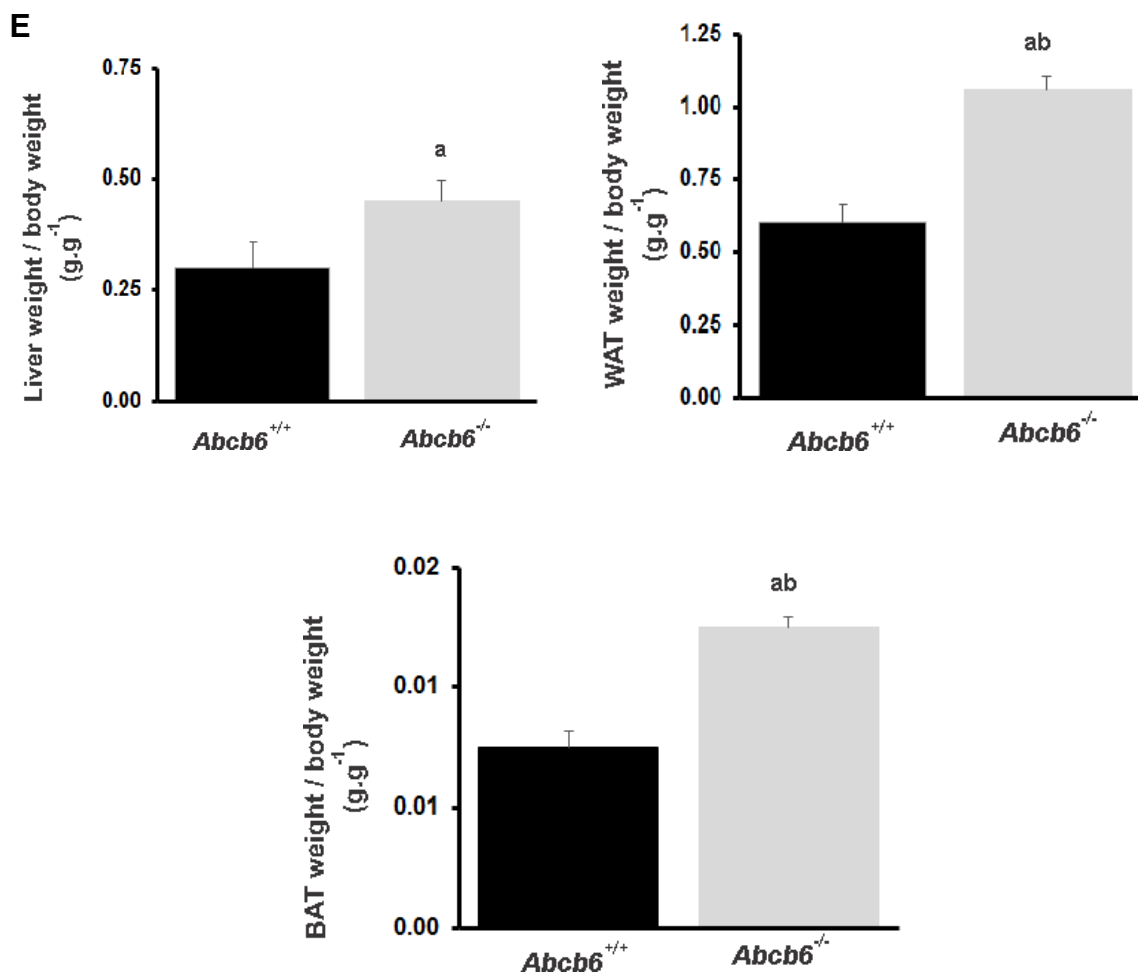 E
Liver weight / body weight
(g.g-1)
0.75
0.50
0.25
0.00
a
Abcb6+/+
Abcb6-/-
WAT weight / body weight
(g.g-1)
1.25
1.00
0.75
0.50
0.25
0.00
ab
Abcb6+/+
Abcb6-/-
BAT weight / body weight
(g.g-1)
0.02
0.01
0.01
0.00
ab
Abcb6+/+
Abcb6-/-